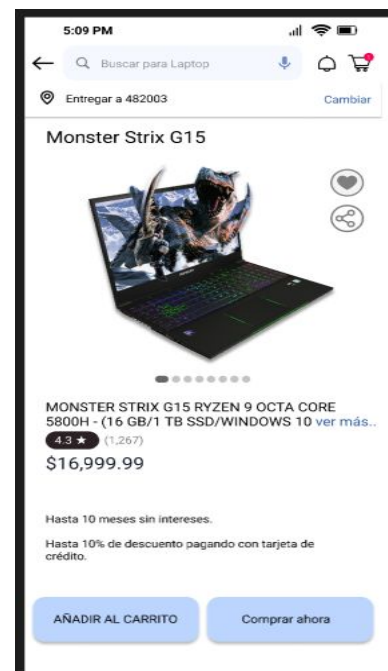 5:09 PM
Buscar para Laptop
Entregar a 482003 Cambiar
Monster Strix G15
MONSTER STRIX G15 RYZEN 9 OCTA CORE
5800H - (16 GB/1 TB SSD/WINDOWS 10 ver más..
4.3 ★ (1,267)
$16,999.99
Hasta 10 meses sin intereses.
Hasta 10% de descuento pagando con tarjeta de
crédito.
AÑADIR AL CARRITO Comprar ahora